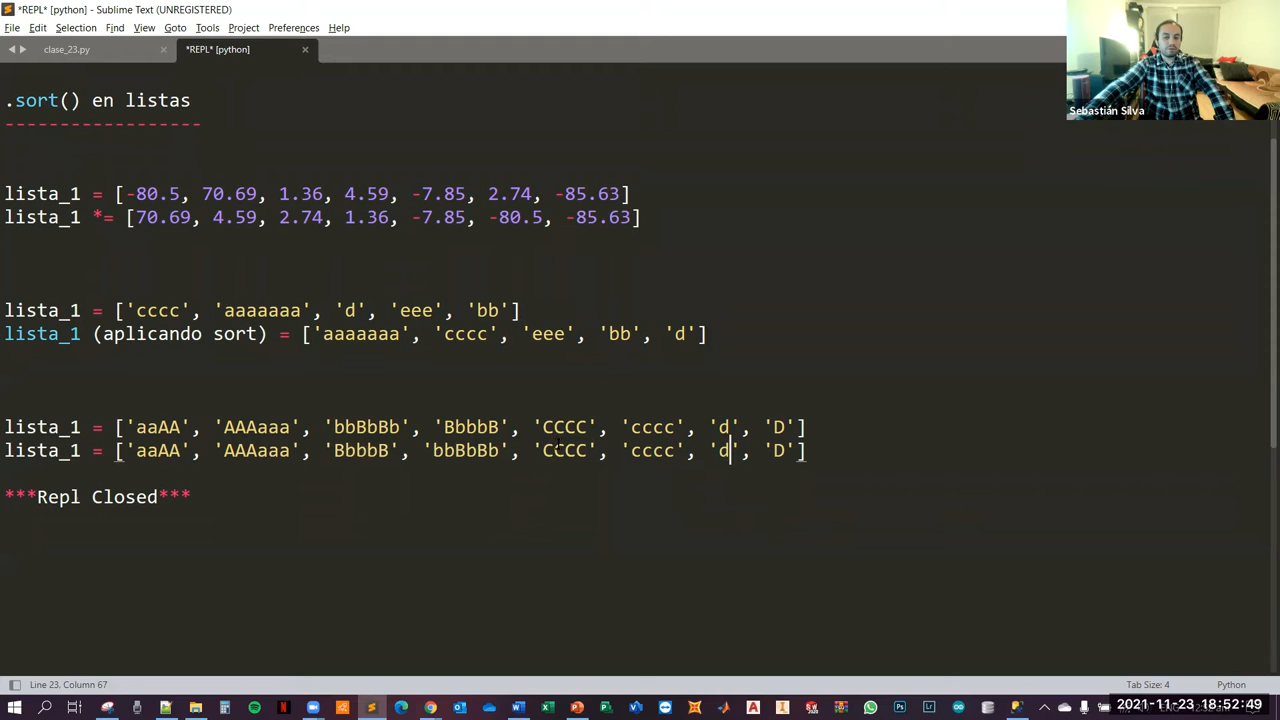 *REPL* [python] - Sublime Text (UNREGISTERED)
File Edit Selection Find View Goto Tools Project Preferences Help
clase_23.py × *REPL* [python] ×
Sebastián Silva
.sort() en listas
-----------------
lista_1 = [-80.5, 70.69, 1.36, 4.59, -7.85, 2.74, -85.63]
lista_1 *= [70.69, 4.59, 2.74, 1.36, -7.85, -80.5, -85.63]
lista_1 = ['cccc', 'aaaaaaa', 'd', 'eee', 'bb']
lista_1 (aplicando sort) = ['aaaaaaa', 'cccc', 'eee', 'bb', 'd']
lista_1 = ['aaAA', 'AAAaaa', 'bbBbBb', 'BbbbB', 'CCCC', 'cccc', 'd', 'D']
lista_1 = ['aaAA', 'AAAaaa', 'BbbbB', 'bbBbBb', 'CCCC', 'cccc', 'd', 'D']
***Repl Closed***
Line 23, Column 67 Tab Size: 4 Python
2021-11-23 18:52:49